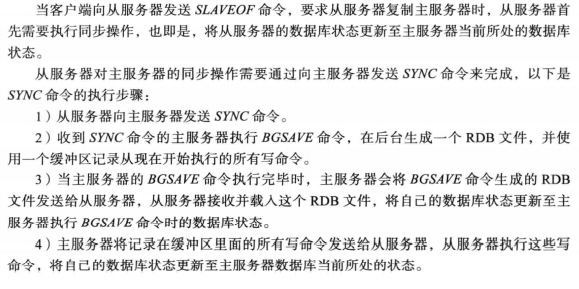 当客户端向从服务器发送 SLAVEOF 命令，要求从服务器复制主服务器时，从服务器首
先需要执行同步操作，也即是，将从服务器的数据库状态更新至主服务器当前所处的数据库
状态。
从服务器对主服务器的同步操作需要通过向主服务器发送 SYNC 命令来完成，以下是
SYNC 命令的执行步骤：
1）从服务器向主服务器发送 SYNC 命令。
2）收到 SYNC 命令的主服务器执行 BGSAVE 命令，在后台生成一个 RDB 文件，并使
用一个缓冲区记录从现在开始执行的所有写命令。
3）当主服务器的 BGSAVE 命令执行完毕时，主服务器会将 BGSAVE 命令生成的 RDB
文件发送给从服务器，从服务器接收并载入这个 RDB 文件，将自己的数据库状态更新至主
服务器执行 BGSAVE 命令时的数据库状态。
4）主服务器将记录在缓冲区里面的所有写命令发送给从服务器，从服务器执行这些写
命令，将自己的数据库状态更新至主服务器数据库当前所处的状态。